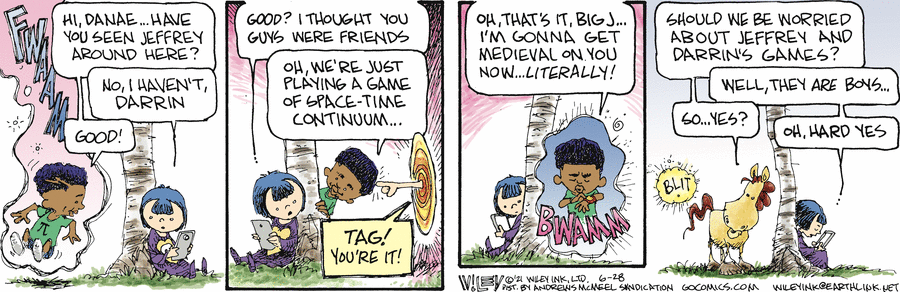 FWAAMM
HI, DANAE...HAVE
YOU SEEN JEFFREY
AROUND HERE?
NO, I HAVEN'T,
DARRIN
GOOD!
GOOD? I THOUGHT YOU
GUYS WERE FRIENDS
OH, WE'RE JUST
PLAYING A GAME
OF SPACE-TIME
CONTINUUM...
TAG!
YOU'RE IT!
OH, THAT'S IT, BIG J...
I'M GONNA GET
MEDIEVAL ON YOU
NOW...LITERALLY!
BWAMM
SHOULD WE BE WORRIED
ABOUT JEFFREY AND
DARRIN'S GAMES?
WELL, THEY ARE BOYS...
SO...YES?
OH, HARD YES
BLIT
WILEY ©'21 WILEY INK, LTD. 6-28
DIST. BY ANDREWS MCMEEL SYNDICATION GOCOMICS.COM WILEYINK@EARTHLINK.NET